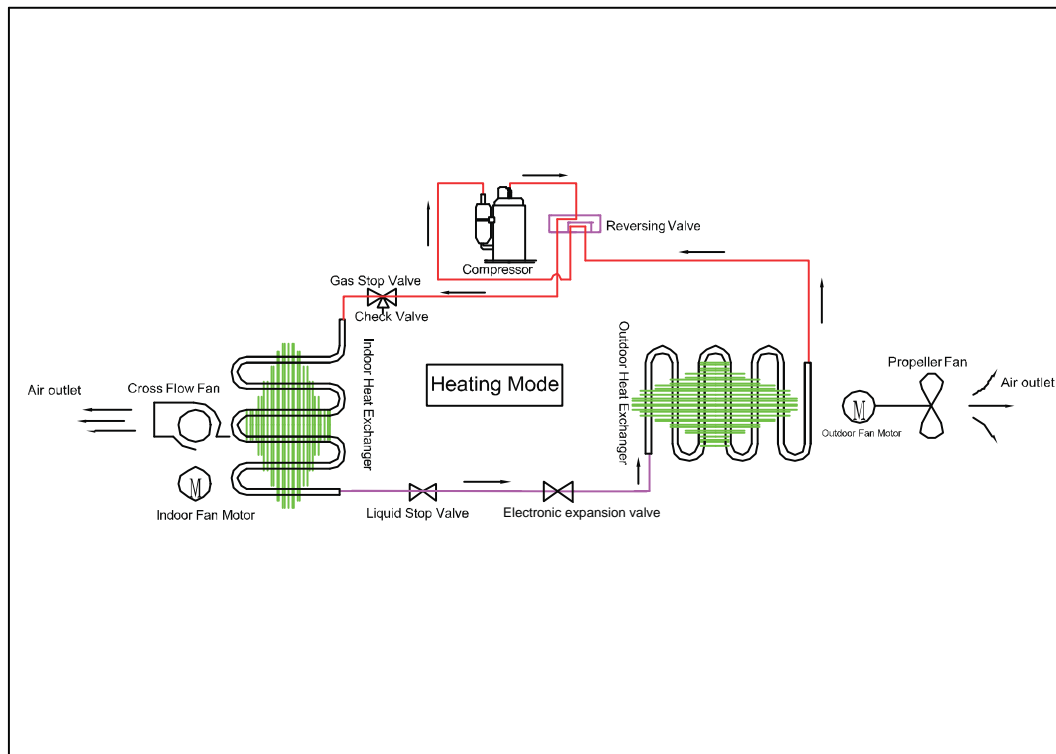 Reversing Valve
Compressor
Gas Stop Valve
Check Valve
Indoor Heat Exchanger
Outdoor Heat Exchanger
Heating Mode
Propeller Fan
Air outlet
Cross Flow Fan
Air outlet
M
Outdoor Fan Motor
M
Indoor Fan Motor
Liquid Stop Valve
Electronic expansion valve